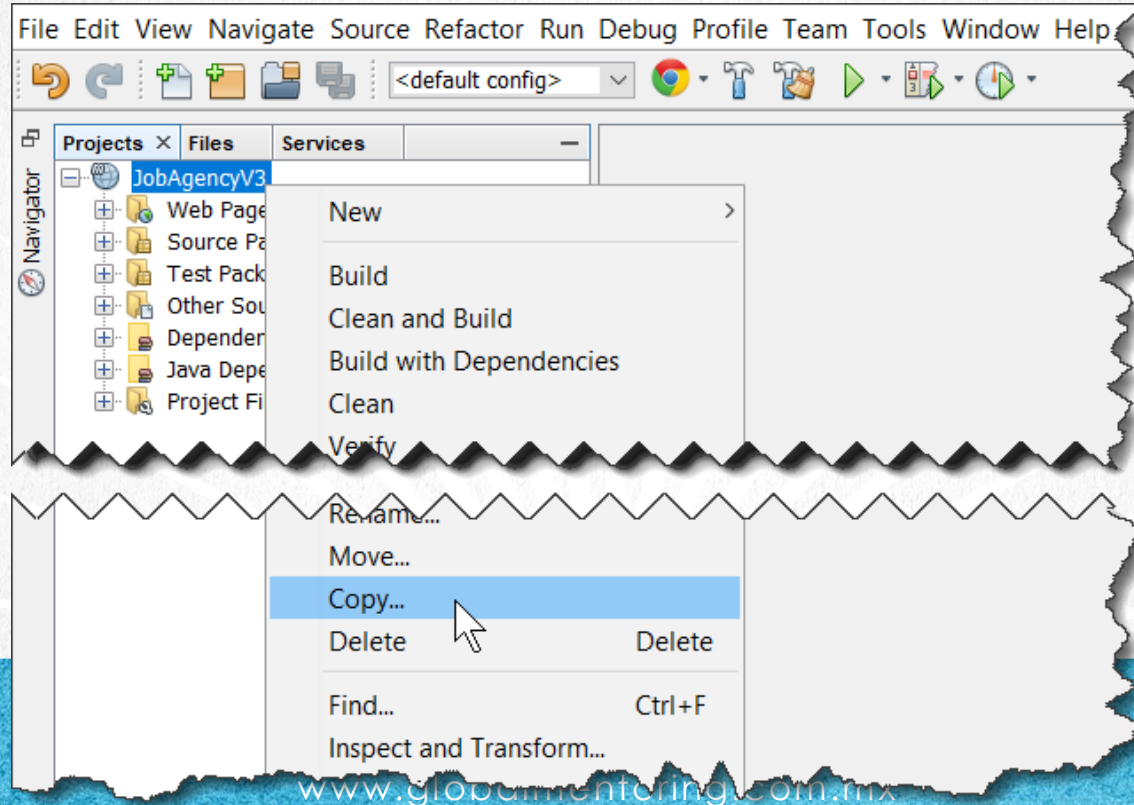 File Edit View Navigate Source Refactor Run Debug Profile Team Tools Window Help
<default config>
Projects Files Services
Navigator
JobAgencyV3
Web Page
Source Pa
Test Pack
Other Sou
Dependen
Java Depe
Project Fi
New
Build
Clean and Build
Build with Dependencies
Clean
Verify
Rename...
Move...
Copy...
Delete Delete
Find... Ctrl+F
Inspect and Transform...
www.globalmentoring.com.mx